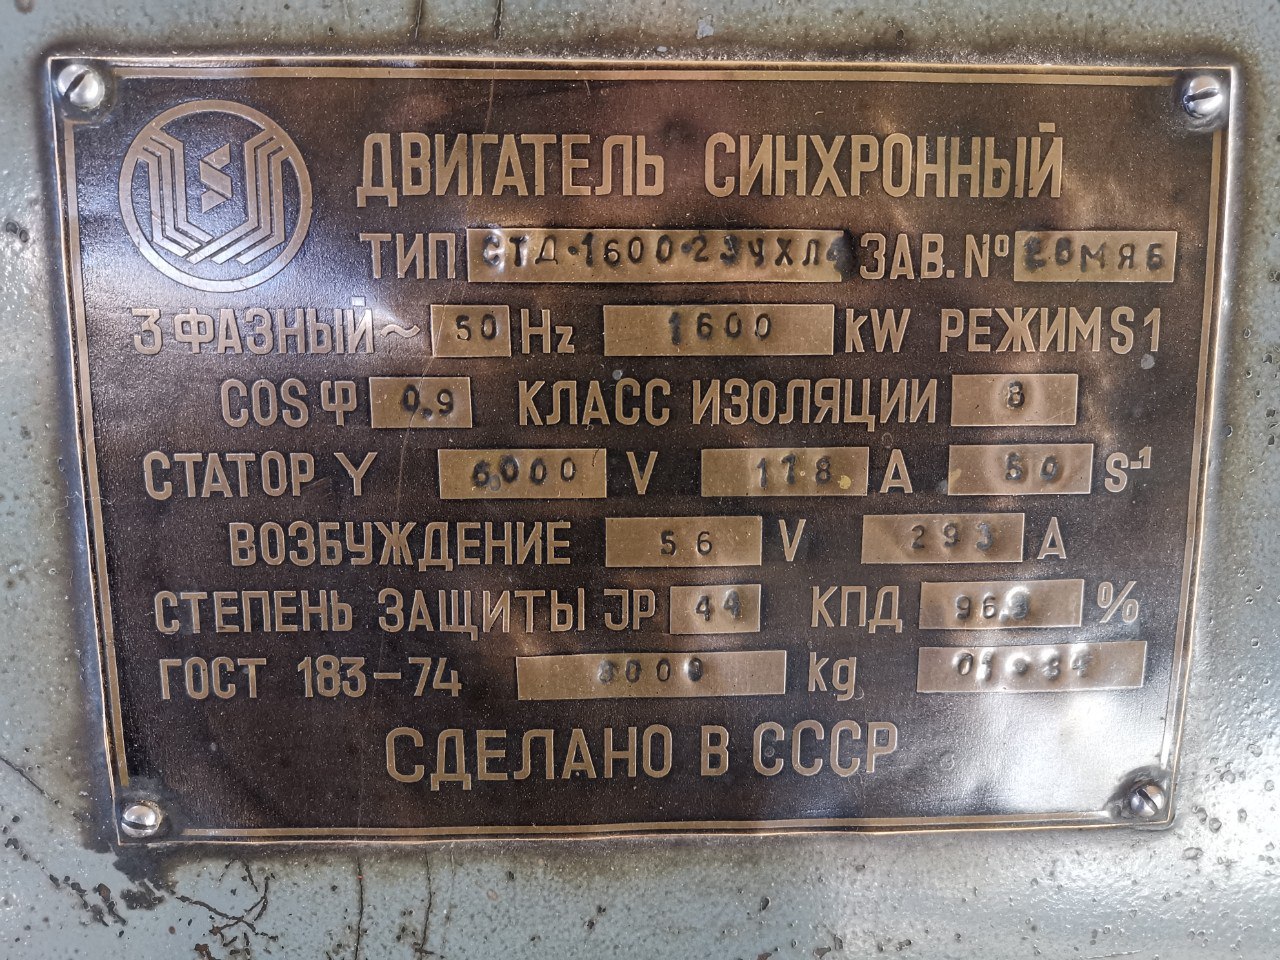 ДВИГАТЕЛЬ СИНХРОННЫЙ
ТИП СТД·1600·23УХЛ4 ЗАВ. №
3 ФАЗНЫЙ ~ 50 Hz 1600 kW РЕЖИМ S1
COS φ 0.9 КЛАСС ИЗОЛЯЦИИ
СТАТОР Y 6000 V 178 A 50 S⁻¹
ВОЗБУЖДЕНИЕ 56 V 293 A
СТЕПЕНЬ ЗАЩИТЫ JP 44 КПД %
ГОСТ 183-74 kg
СДЕЛАНО В СССР